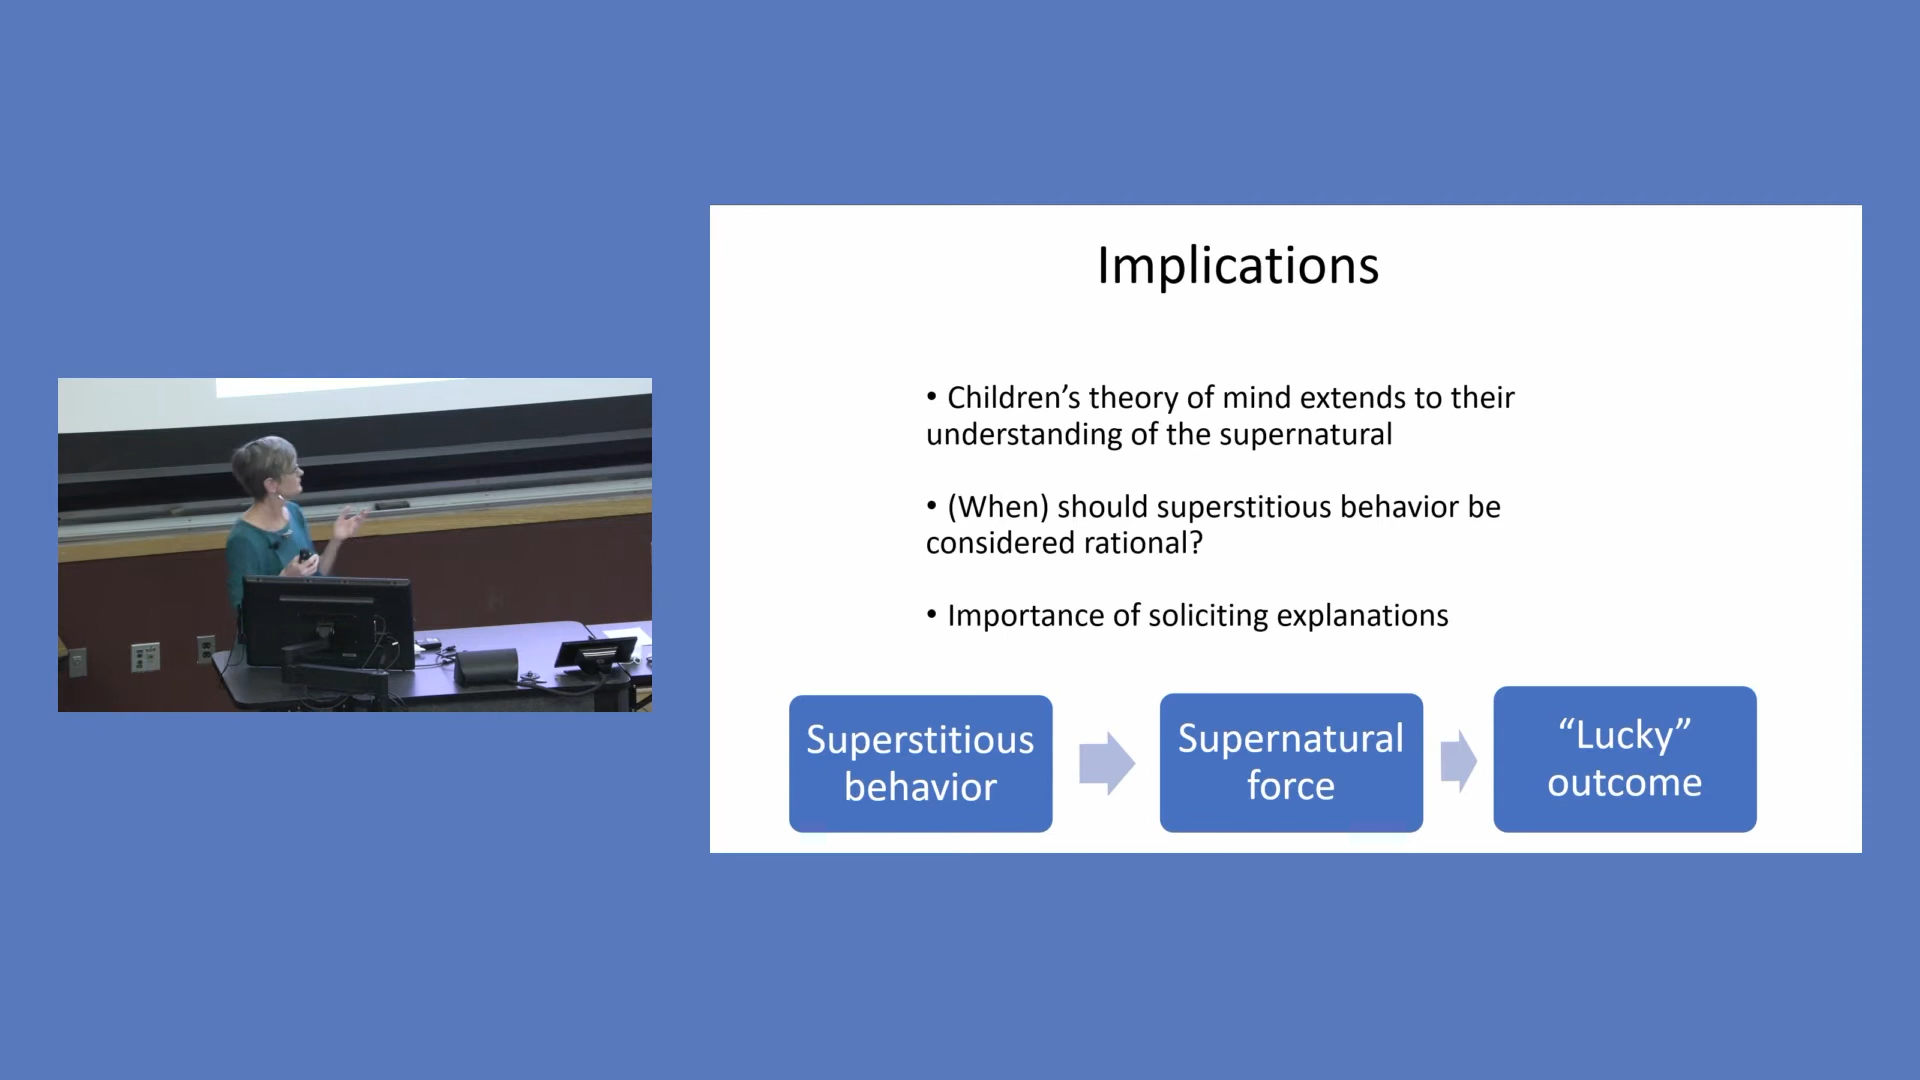 Implications
• Children’s theory of mind extends to their
understanding of the supernatural
• (When) should superstitious behavior be
considered rational?
• Importance of soliciting explanations
Superstitious
behavior
Supernatural
force
“Lucky”
outcome